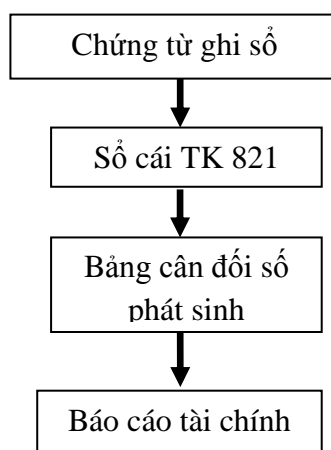 Chứng từ ghi sổ
Sổ cái TK 821
Bảng cân đối số
phát sinh
Báo cáo tài chính